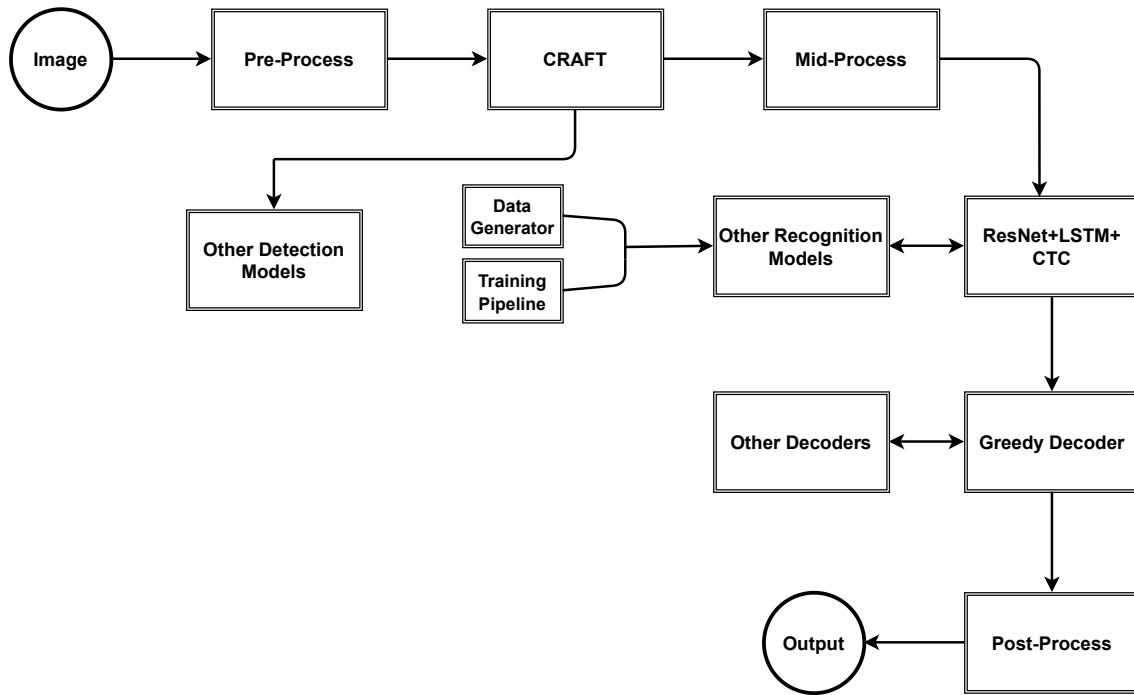 Image
Pre-Process
CRAFT
Mid-Process
Other Detection
Models
Data
Generator
Training
Pipeline
Other Recognition
Models
ResNet+LSTM+
CTC
Other Decoders
Greedy Decoder
Output
Post-Process